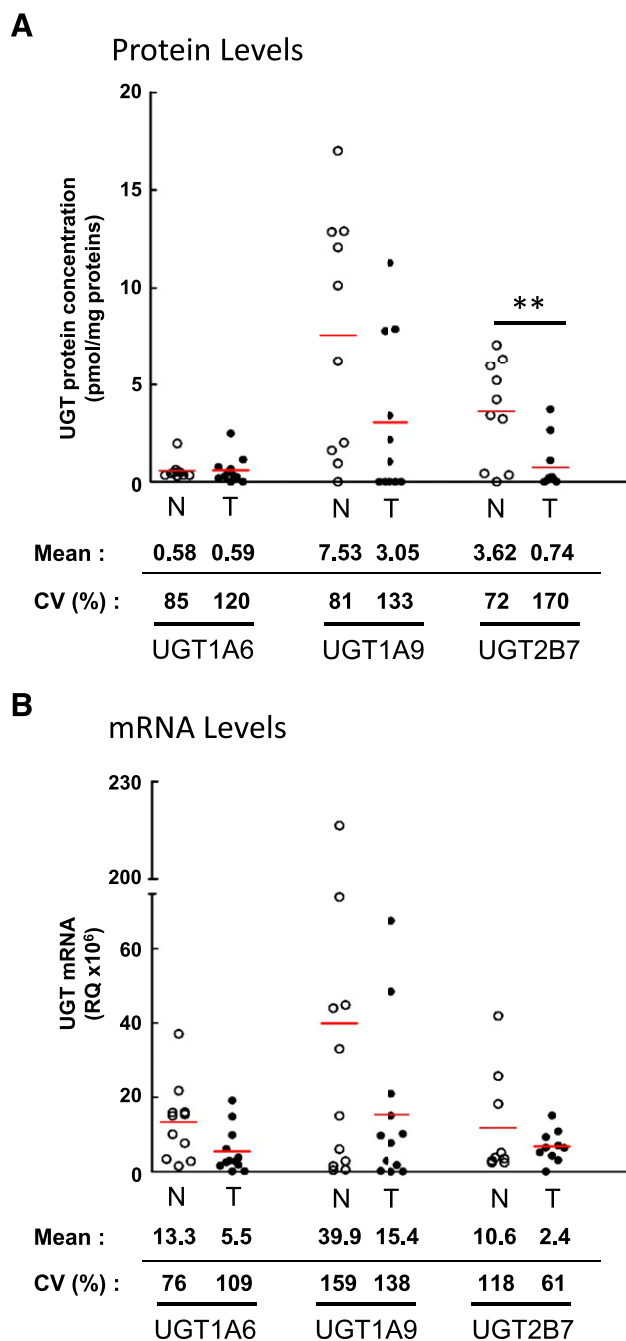 A
Protein Levels
UGT protein concentration
(pmol/mg proteins)
20
15
10
5
0
**
N T N T N T
Mean : 0.58 0.59 7.53 3.05 3.62 0.74
CV (%) : 85 120 81 133 72 170
UGT1A6 UGT1A9 UGT2B7
B
mRNA Levels
UGT mRNA
(RQ x10⁶)
230
200
60
40
20
0
N T N T N T
Mean : 13.3 5.5 39.9 15.4 10.6 2.4
CV (%) : 76 109 159 138 118 61
UGT1A6 UGT1A9 UGT2B7